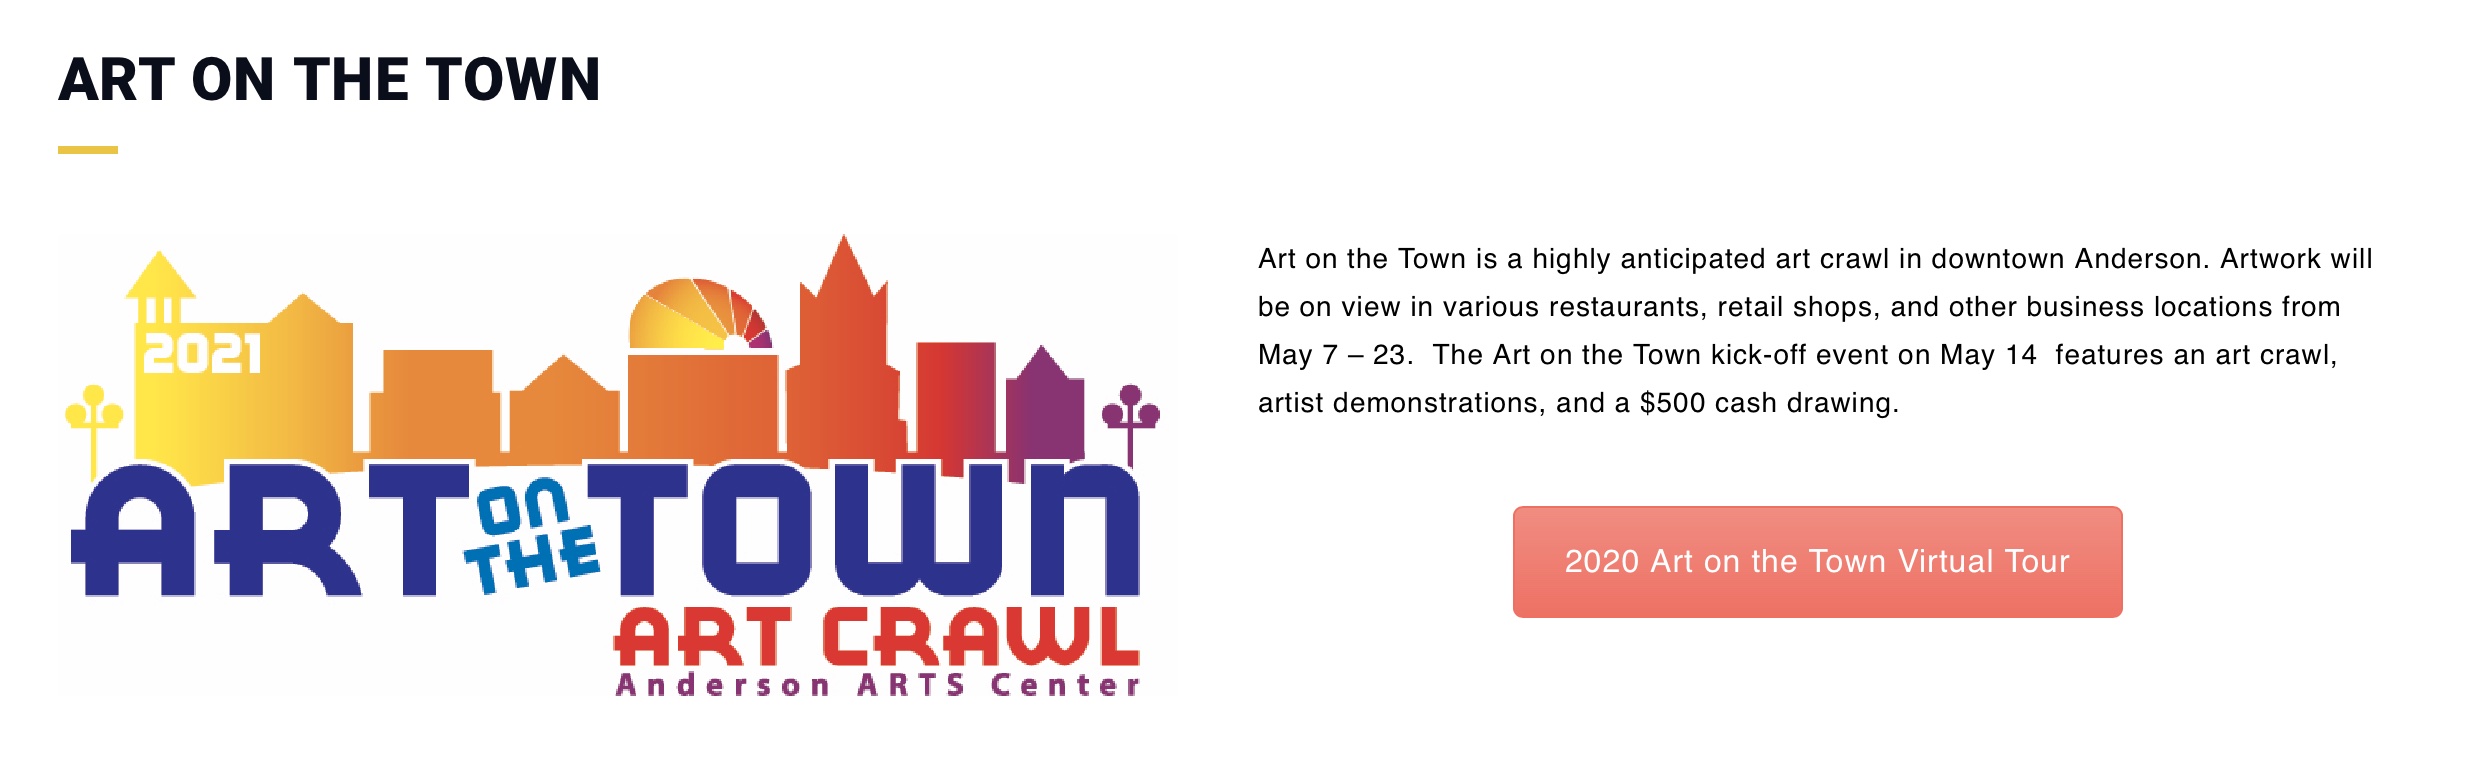 ART ON THE TOWN
2021
ART ON THE TOWN
ART CRAWL
Anderson ARTS Center
Art on the Town is a highly anticipated art crawl in downtown Anderson. Artwork will
be on view in various restaurants, retail shops, and other business locations from
May 7 – 23.  The Art on the Town kick-off event on May 14  features an art crawl,
artist demonstrations, and a $500 cash drawing.
2020 Art on the Town Virtual Tour